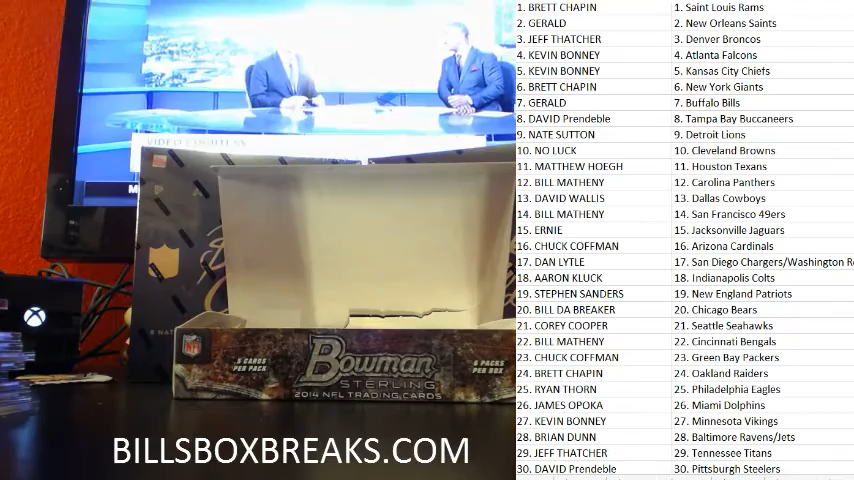 1. BRETT CHAPIN 1. Saint Louis Rams
2. GERALD 2. New Orleans Saints
3. JEFF THATCHER 3. Denver Broncos
4. KEVIN BONNEY 4. Atlanta Falcons
5. KEVIN BONNEY 5. Kansas City Chiefs
6. BRETT CHAPIN 6. New York Giants
7. GERALD 7. Buffalo Bills
8. DAVID Prendeble 8. Tampa Bay Buccaneers
9. NATE SUTTON 9. Detroit Lions
10. NO LUCK 10. Cleveland Browns
11. MATTHEW HOEGH 11. Houston Texans
12. BILL MATHENY 12. Carolina Panthers
13. DAVID WALLIS 13. Dallas Cowboys
14. BILL MATHENY 14. San Francisco 49ers
15. ERNIE 15. Jacksonville Jaguars
16. CHUCK COFFMAN 16. Arizona Cardinals
17. DAN LYTLE 17. San Diego Chargers/Washington
18. AARON KLUCK 18. Indianapolis Colts
19. STEPHEN SANDERS 19. New England Patriots
20. BILL DA BREAKER 20. Chicago Bears
21. COREY COOPER 21. Seattle Seahawks
22. BILL MATHENY 22. Cincinnati Bengals
23. CHUCK COFFMAN 23. Green Bay Packers
24. BRETT CHAPIN 24. Oakland Raiders
25. RYAN THORN 25. Philadelphia Eagles
26. JAMES OPOKA 26. Miami Dolphins
27. KEVIN BONNEY 27. Minnesota Vikings
28. BRIAN DUNN 28. Baltimore Ravens/Jets
29. JEFF THATCHER 29. Tennessee Titans
30. DAVID Prendeble 30. Pittsburgh Steelers
NFL
5 CARDS
PER PACK
Bowman
STERLING
2014 NFL TRADING CARDS
6 PACKS
PER BOX
BILLSBOXBREAKS.COM